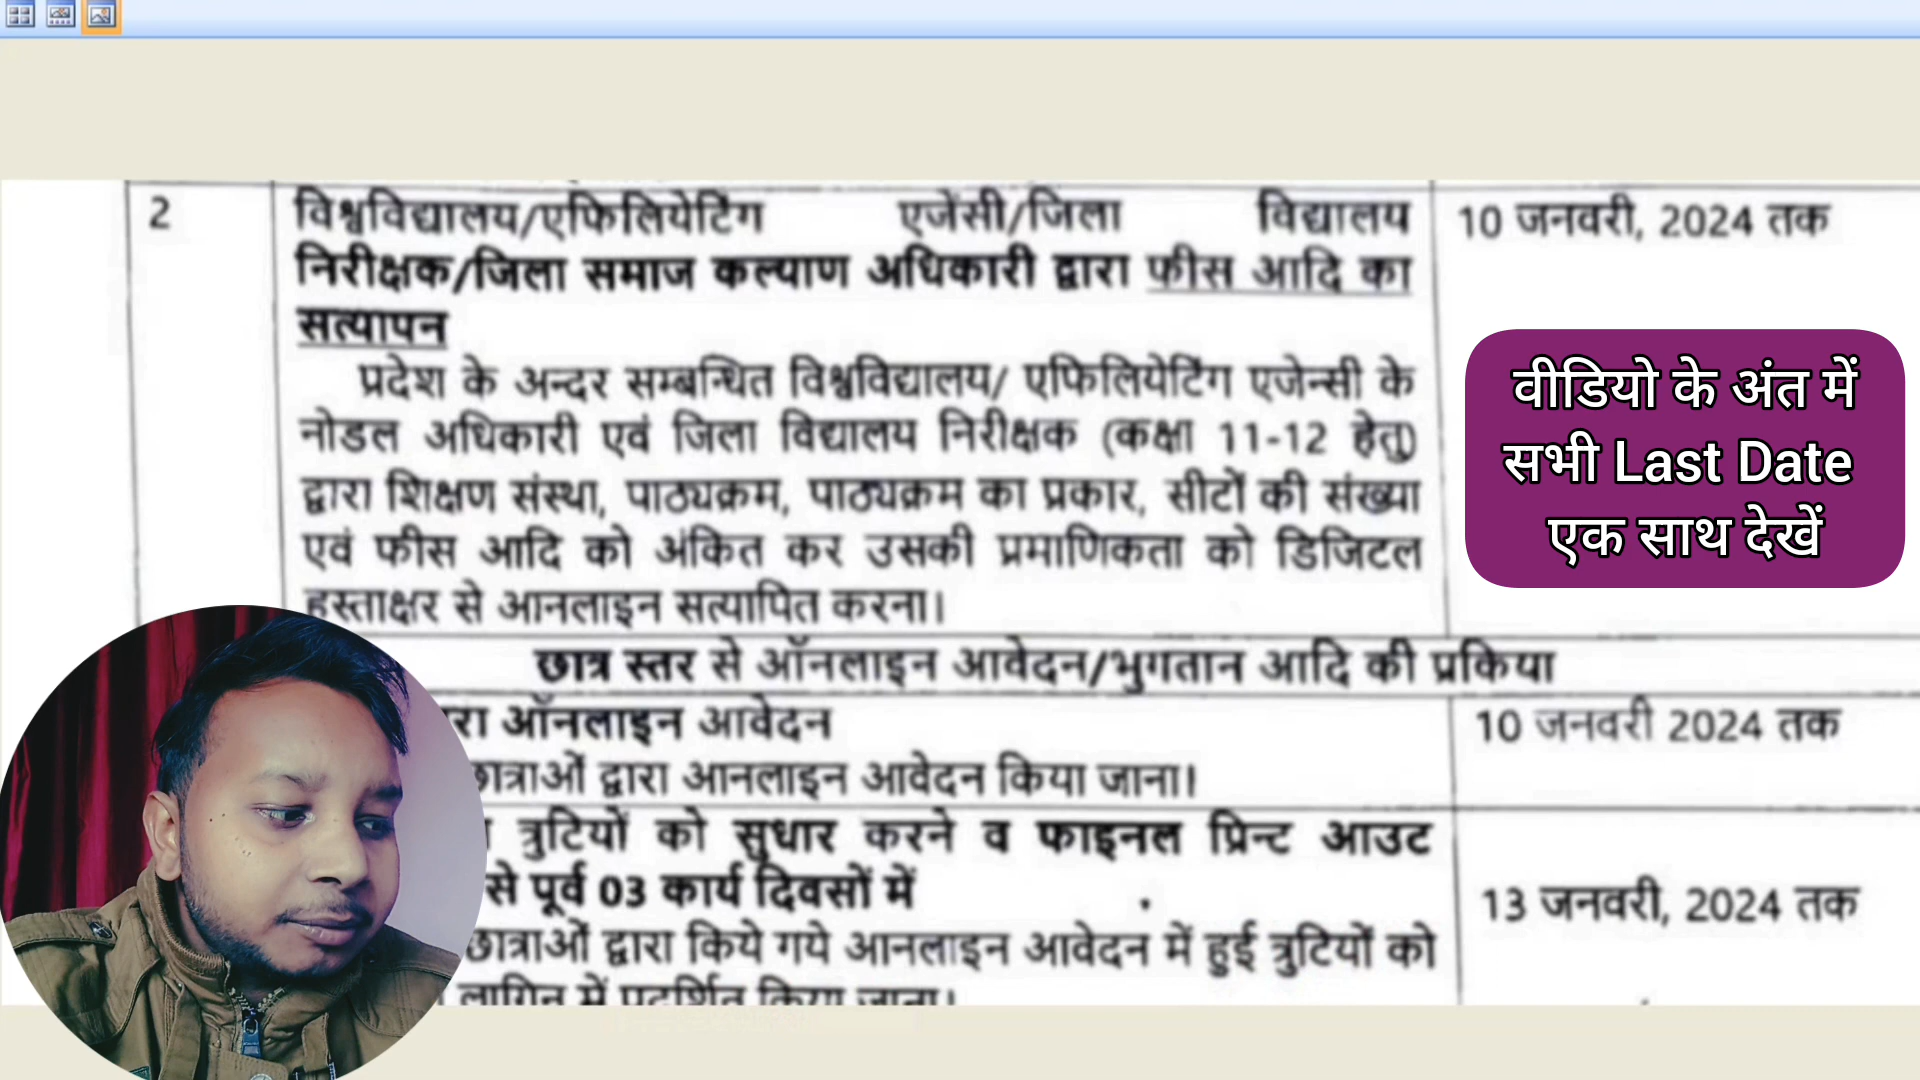 2
विश्वविद्यालय/एफिलियेटिंग एजेंसी/जिला विद्यालय
10 जनवरी, 2024 तक
निरीक्षक/जिला समाज कल्याण अधिकारी द्वारा फीस आदि का
सत्यापन
प्रदेश के अन्दर सम्बन्धित विश्वविद्यालय/ एफिलियेटिंग एजेन्सी के
नोडल अधिकारी एवं जिला विद्यालय निरीक्षक (कक्षा 11-12 हेतु)
द्वारा शिक्षण संस्था, पाठ्यक्रम, पाठ्यक्रम का प्रकार, सीटों की संख्या
एवं फीस आदि को अंकित कर उसकी प्रमाणिकता को डिजिटल
हस्ताक्षर से आनलाइन सत्यापित करना।
वीडियो के अंत में
सभी Last Date
एक साथ देखें
छात्र स्तर से ऑनलाइन आवेदन/भुगतान आदि की प्रकिया
रा ऑनलाइन आवेदन
10 जनवरी 2024 तक
छात्राओं द्वारा आनलाइन आवेदन किया जाना।
त्रुटियों को सुधार करने व फाइनल प्रिन्ट आउट
से पूर्व 03 कार्य दिवसों में
13 जनवरी, 2024 तक
छात्राओं द्वारा किये गये आनलाइन आवेदन में हुई त्रुटियों को
लागिन में प्रदर्शित किया जाना।